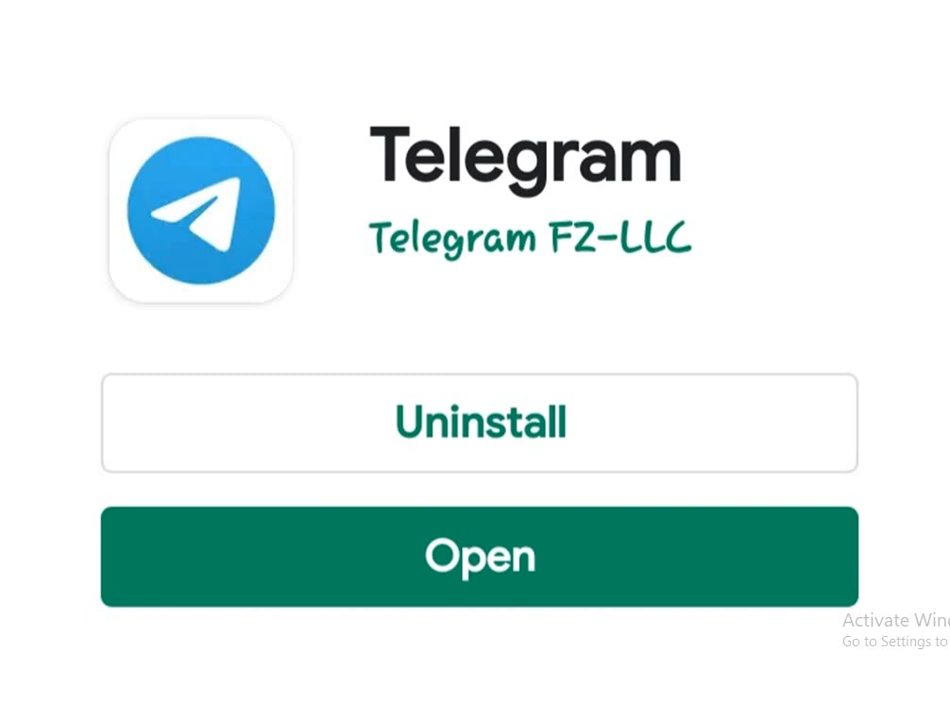 Telegram
Telegram FZ-LLC
Uninstall
Open
Activate Win
Go to Settings to